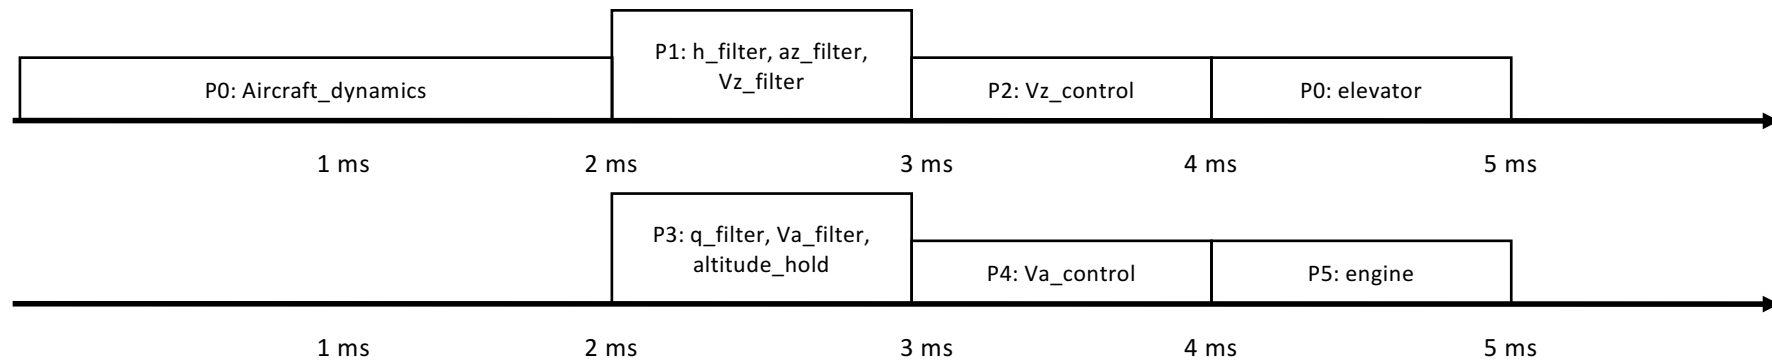 P1: h_filter, az_filter,
Vz_filter
P0: Aircraft_dynamics
P2: Vz_control
P0: elevator
1 ms
2 ms
3 ms
4 ms
5 ms
P3: q_filter, Va_filter,
altitude_hold
P4: Va_control
P5: engine
1 ms
2 ms
3 ms
4 ms
5 ms